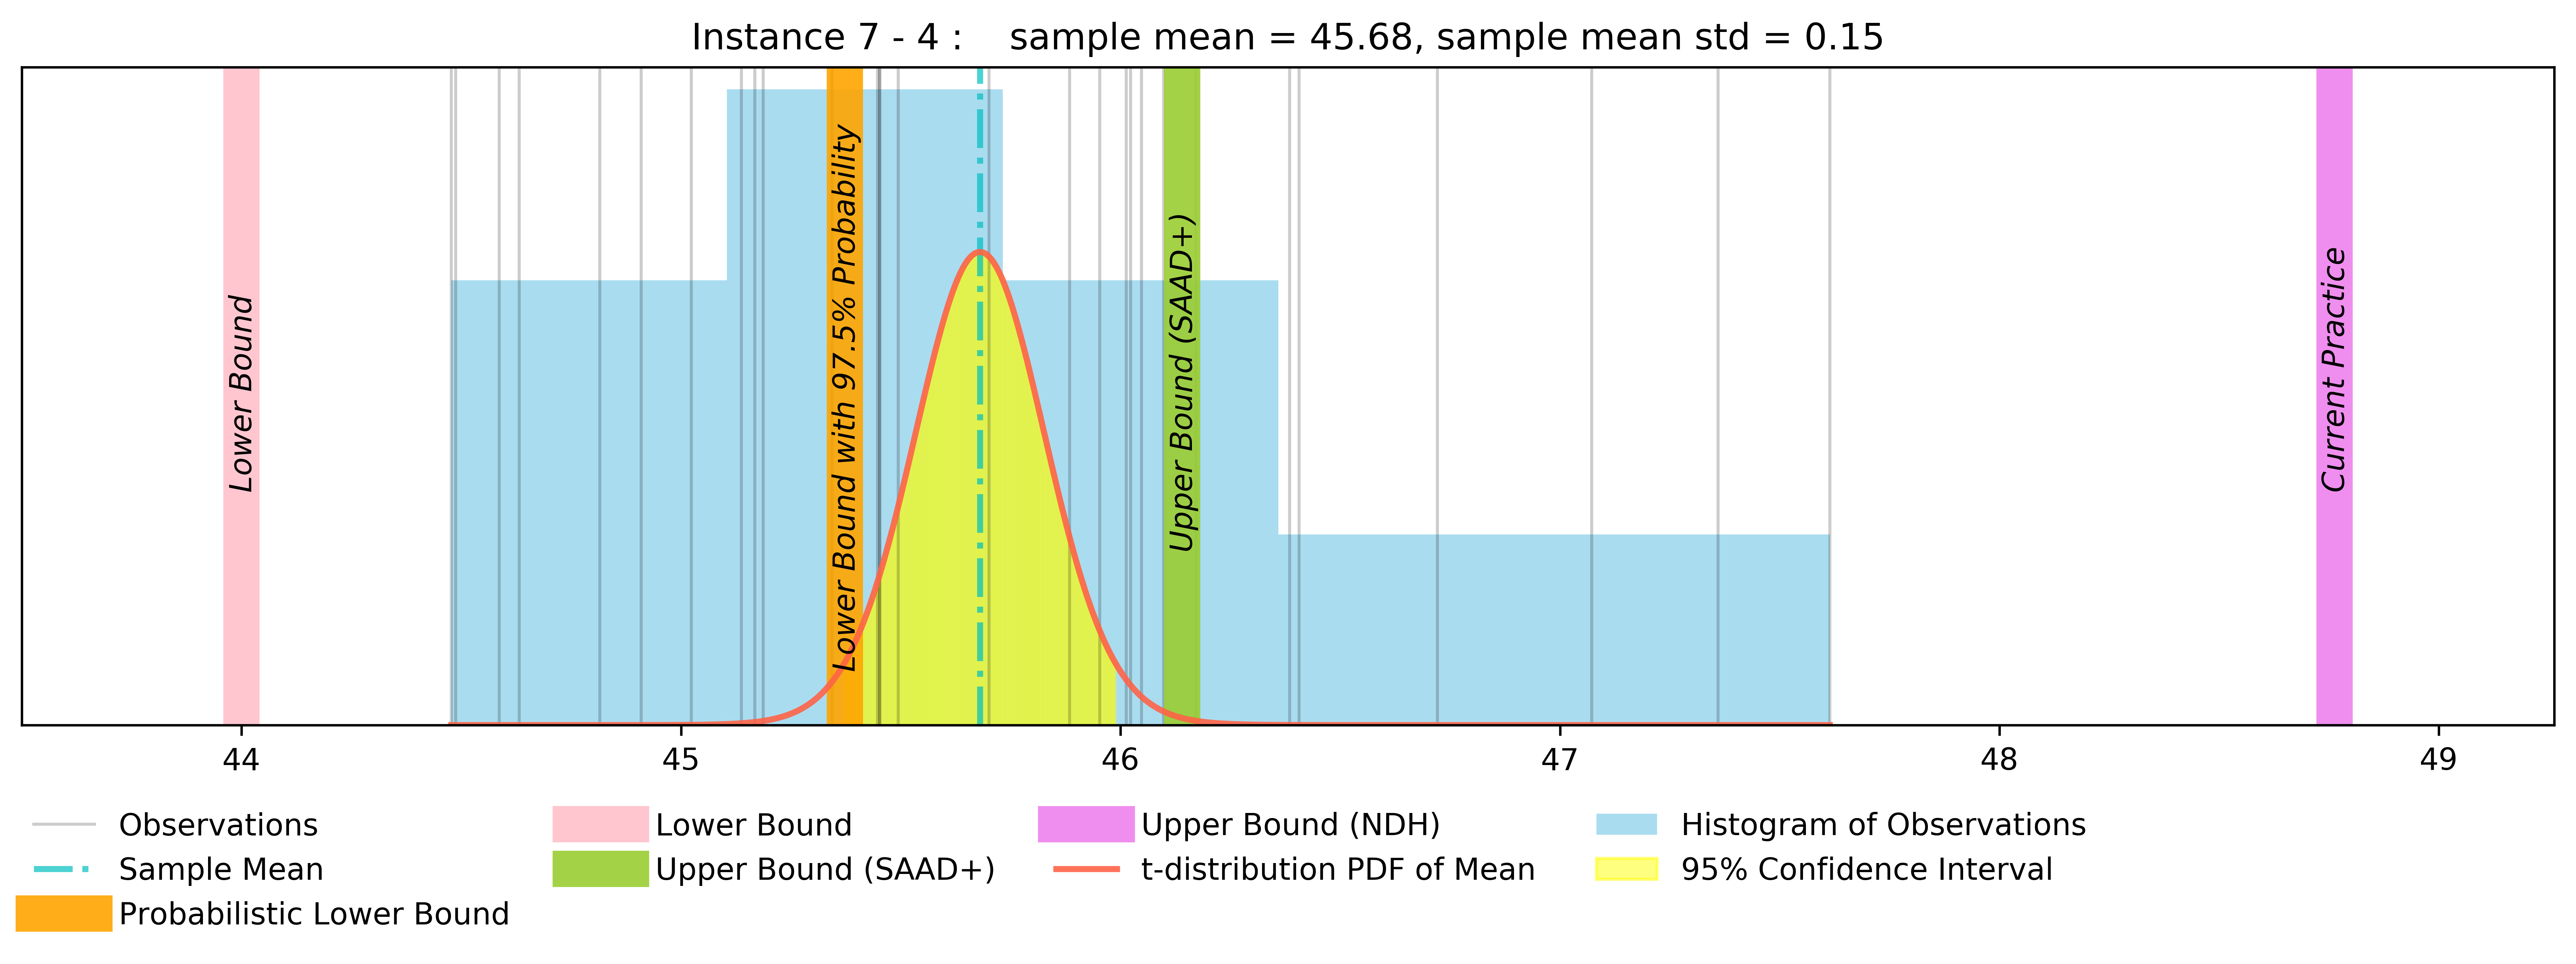 Instance 7 - 4 :    sample mean = 45.68, sample mean std = 0.15
Lower Bound
Lower Bound with 97.5% Probability
Upper Bound (SAAD+)
Current Practice
44 45 46 47 48 49
Observations
Sample Mean
Probabilistic Lower Bound
Lower Bound
Upper Bound (SAAD+)
Upper Bound (NDH)
t-distribution PDF of Mean
Histogram of Observations
95% Confidence Interval